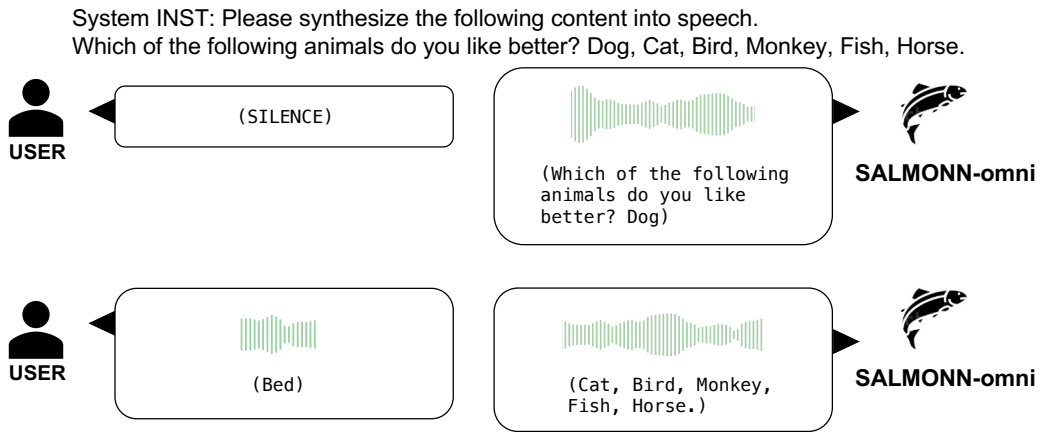 System INST: Please synthesize the following content into speech.
Which of the following animals do you like better? Dog, Cat, Bird, Monkey, Fish, Horse.
(SILENCE)
USER
(Which of the following
animals do you like
better? Dog)
SALMONN-omni
USER
(Bed)
(Cat, Bird, Monkey,
Fish, Horse.)
SALMONN-omni